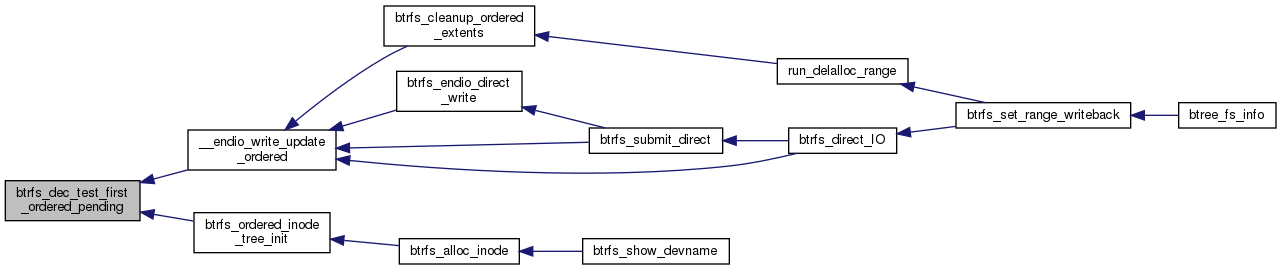 btrfs_cleanup_ordered
_extents
run_delalloc_range
btrfs_endio_direct
_write
btrfs_set_range_writeback
btree_fs_info
__endio_write_update
_ordered
btrfs_submit_direct
btrfs_direct_IO
btrfs_dec_test_first
_ordered_pending
btrfs_ordered_inode
_tree_init
btrfs_alloc_inode
btrfs_show_devname